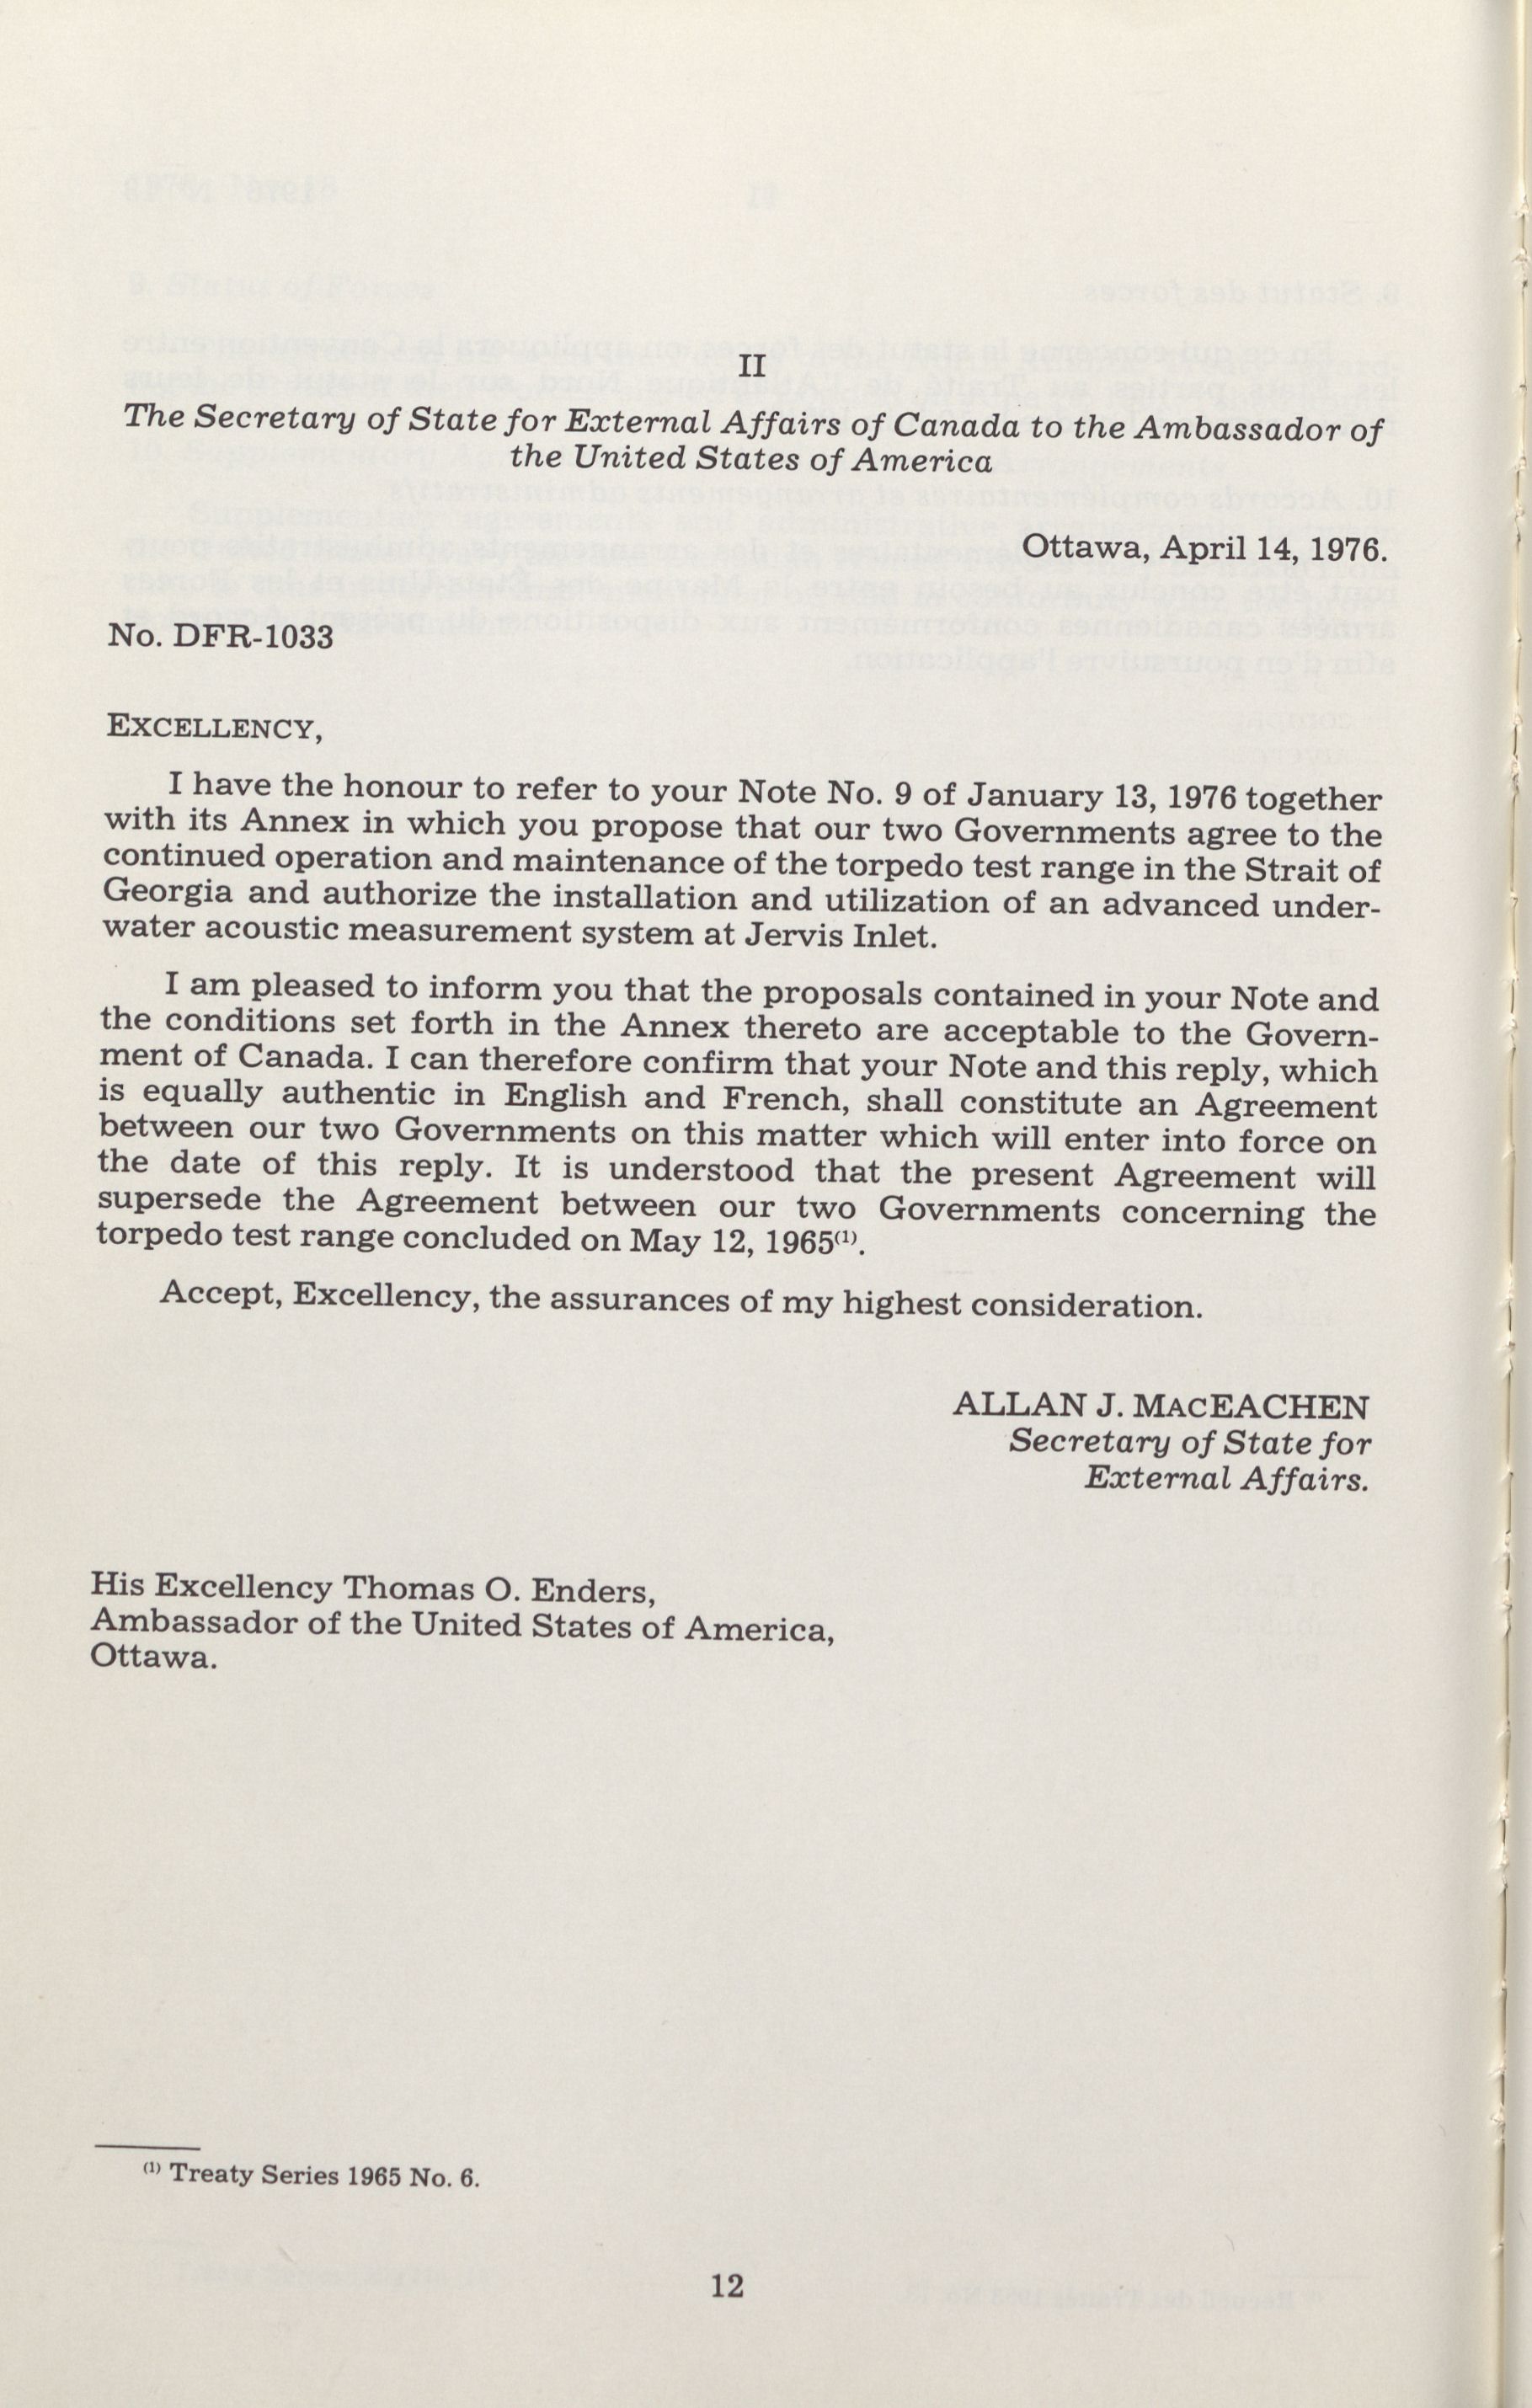 II
The Secretary of State for External Affairs of Canada to the Ambassador of
the United States of America
Ottawa, April 14, 1976.
No. DFR-1033
EXCELLENCY,
I have the honour to refer to your Note No. 9 of January 13, 1976 together
with its Annex in which you propose that our two Governments agree to the
continued operation and maintenance of the torpedo test range in the Strait of
Georgia and authorize the installation and utilization of an advanced under-
water acoustic measurement system at Jervis Inlet.
I am pleased to inform you that the proposals contained in your Note and
the conditions set forth in the Annex thereto are acceptable to the Govern-
ment of Canada. I can therefore confirm that your Note and this reply, which
is equally authentic in English and French, shall constitute an Agreement
between our two Governments on this matter which will enter into force on
the date of this reply. It is understood that the present Agreement will
supersede the Agreement between our two Governments concerning the
torpedo test range concluded on May 12, 1965(1).
Accept, Excellency, the assurances of my highest consideration.
ALLAN J. MACEACHEN
Secretary of State for
External Affairs.
His Excellency Thomas O. Enders,
Ambassador of the United States of America,
Ottawa.
(1) Treaty Series 1965 No. 6.
12